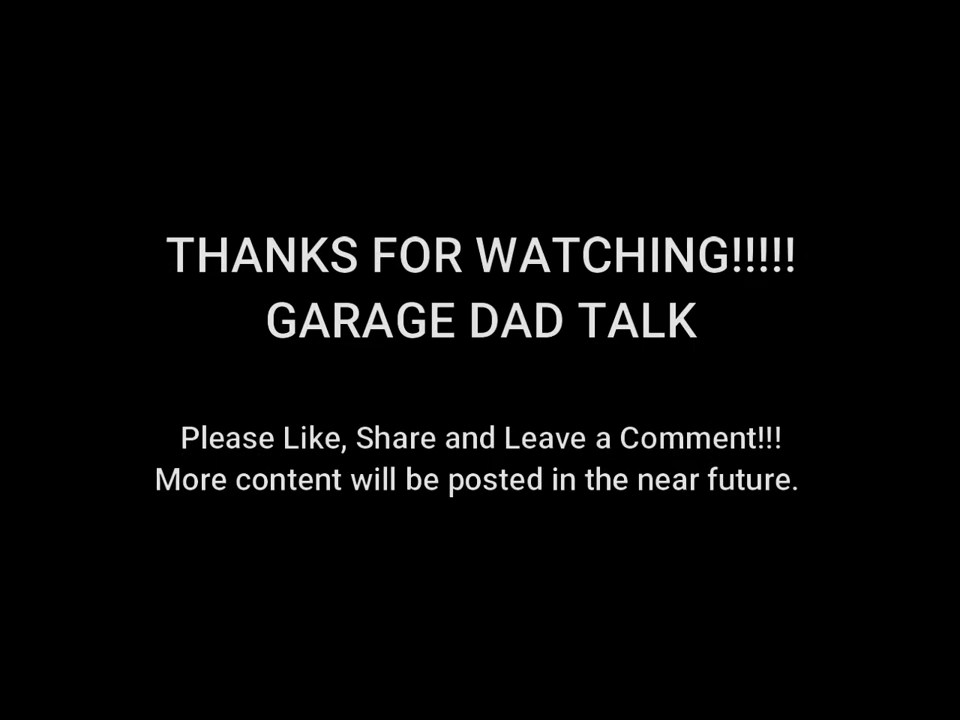 THANKS FOR WATCHING!!!!!
GARAGE DAD TALK
Please Like, Share and Leave a Comment!!!
More content will be posted in the near future.